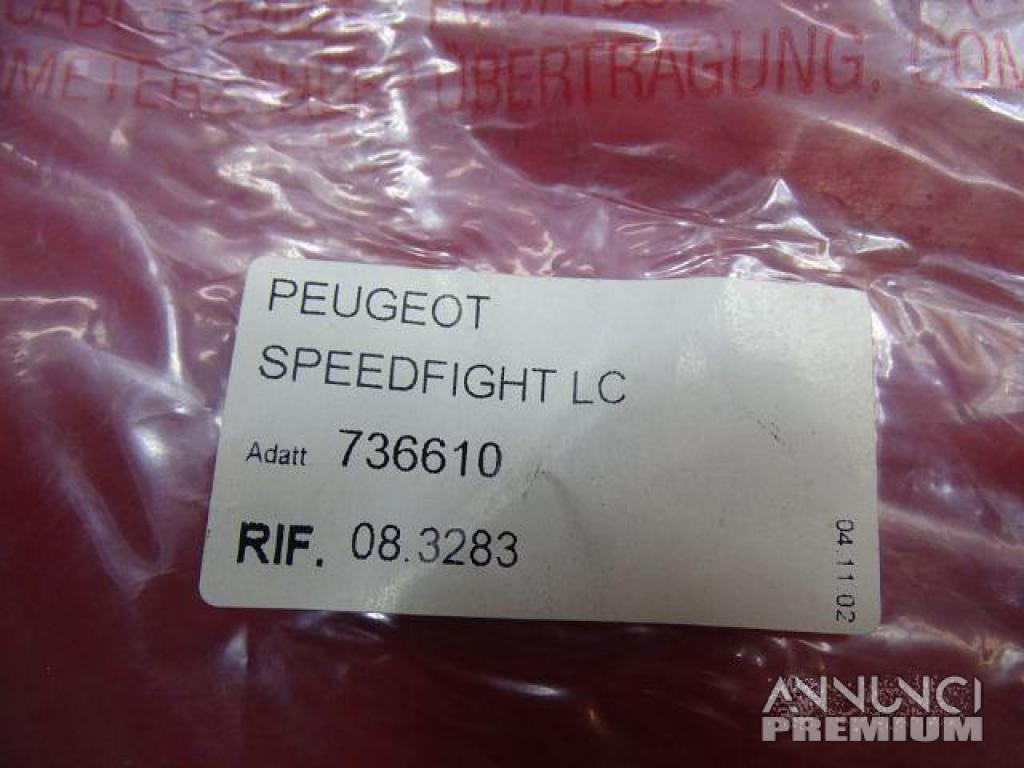 ÜBERTRAGUNG, COM
PEUGEOT
SPEEDFIGHT LC
Adatt 736610
RIF. 08.3283
04.11.02
ANNUNCI
PREMIUM